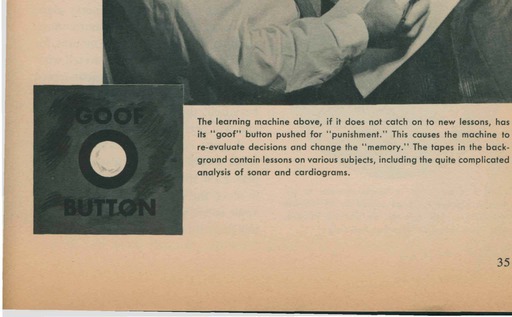 GOOF
BUTTON
The learning machine above, if it does not catch on to new lessons, has
its "goof" button pushed for "punishment." This causes the machine to
re-evaluate decisions and change the "memory." The tapes in the back-
ground contain lessons on various subjects, including the quite complicated
analysis of sonar and cardiograms.
35